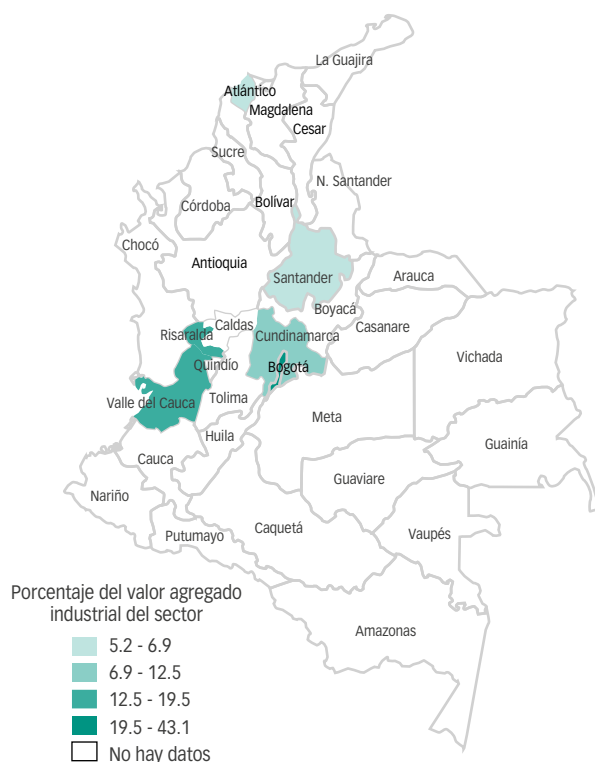 La Guajira
Atlántico
Magdalena
Cesar
Sucre
N. Santander
Bolívar
Córdoba
Chocó
Antioquia
Santander
Arauca
Boyacá
Caldas
Casanare
Risaralda
Cundinamarca
Vichada
Quindío
Bogotá
Valle del Cauca
Tolima
Meta
Huila
Guainía
Cauca
Guaviare
Nariño
Caquetá
Putumayo
Vaupés
Amazonas
Porcentaje del valor agregado
industrial del sector
5.2 - 6.9
6.9 - 12.5
12.5 - 19.5
19.5 - 43.1
No hay datos